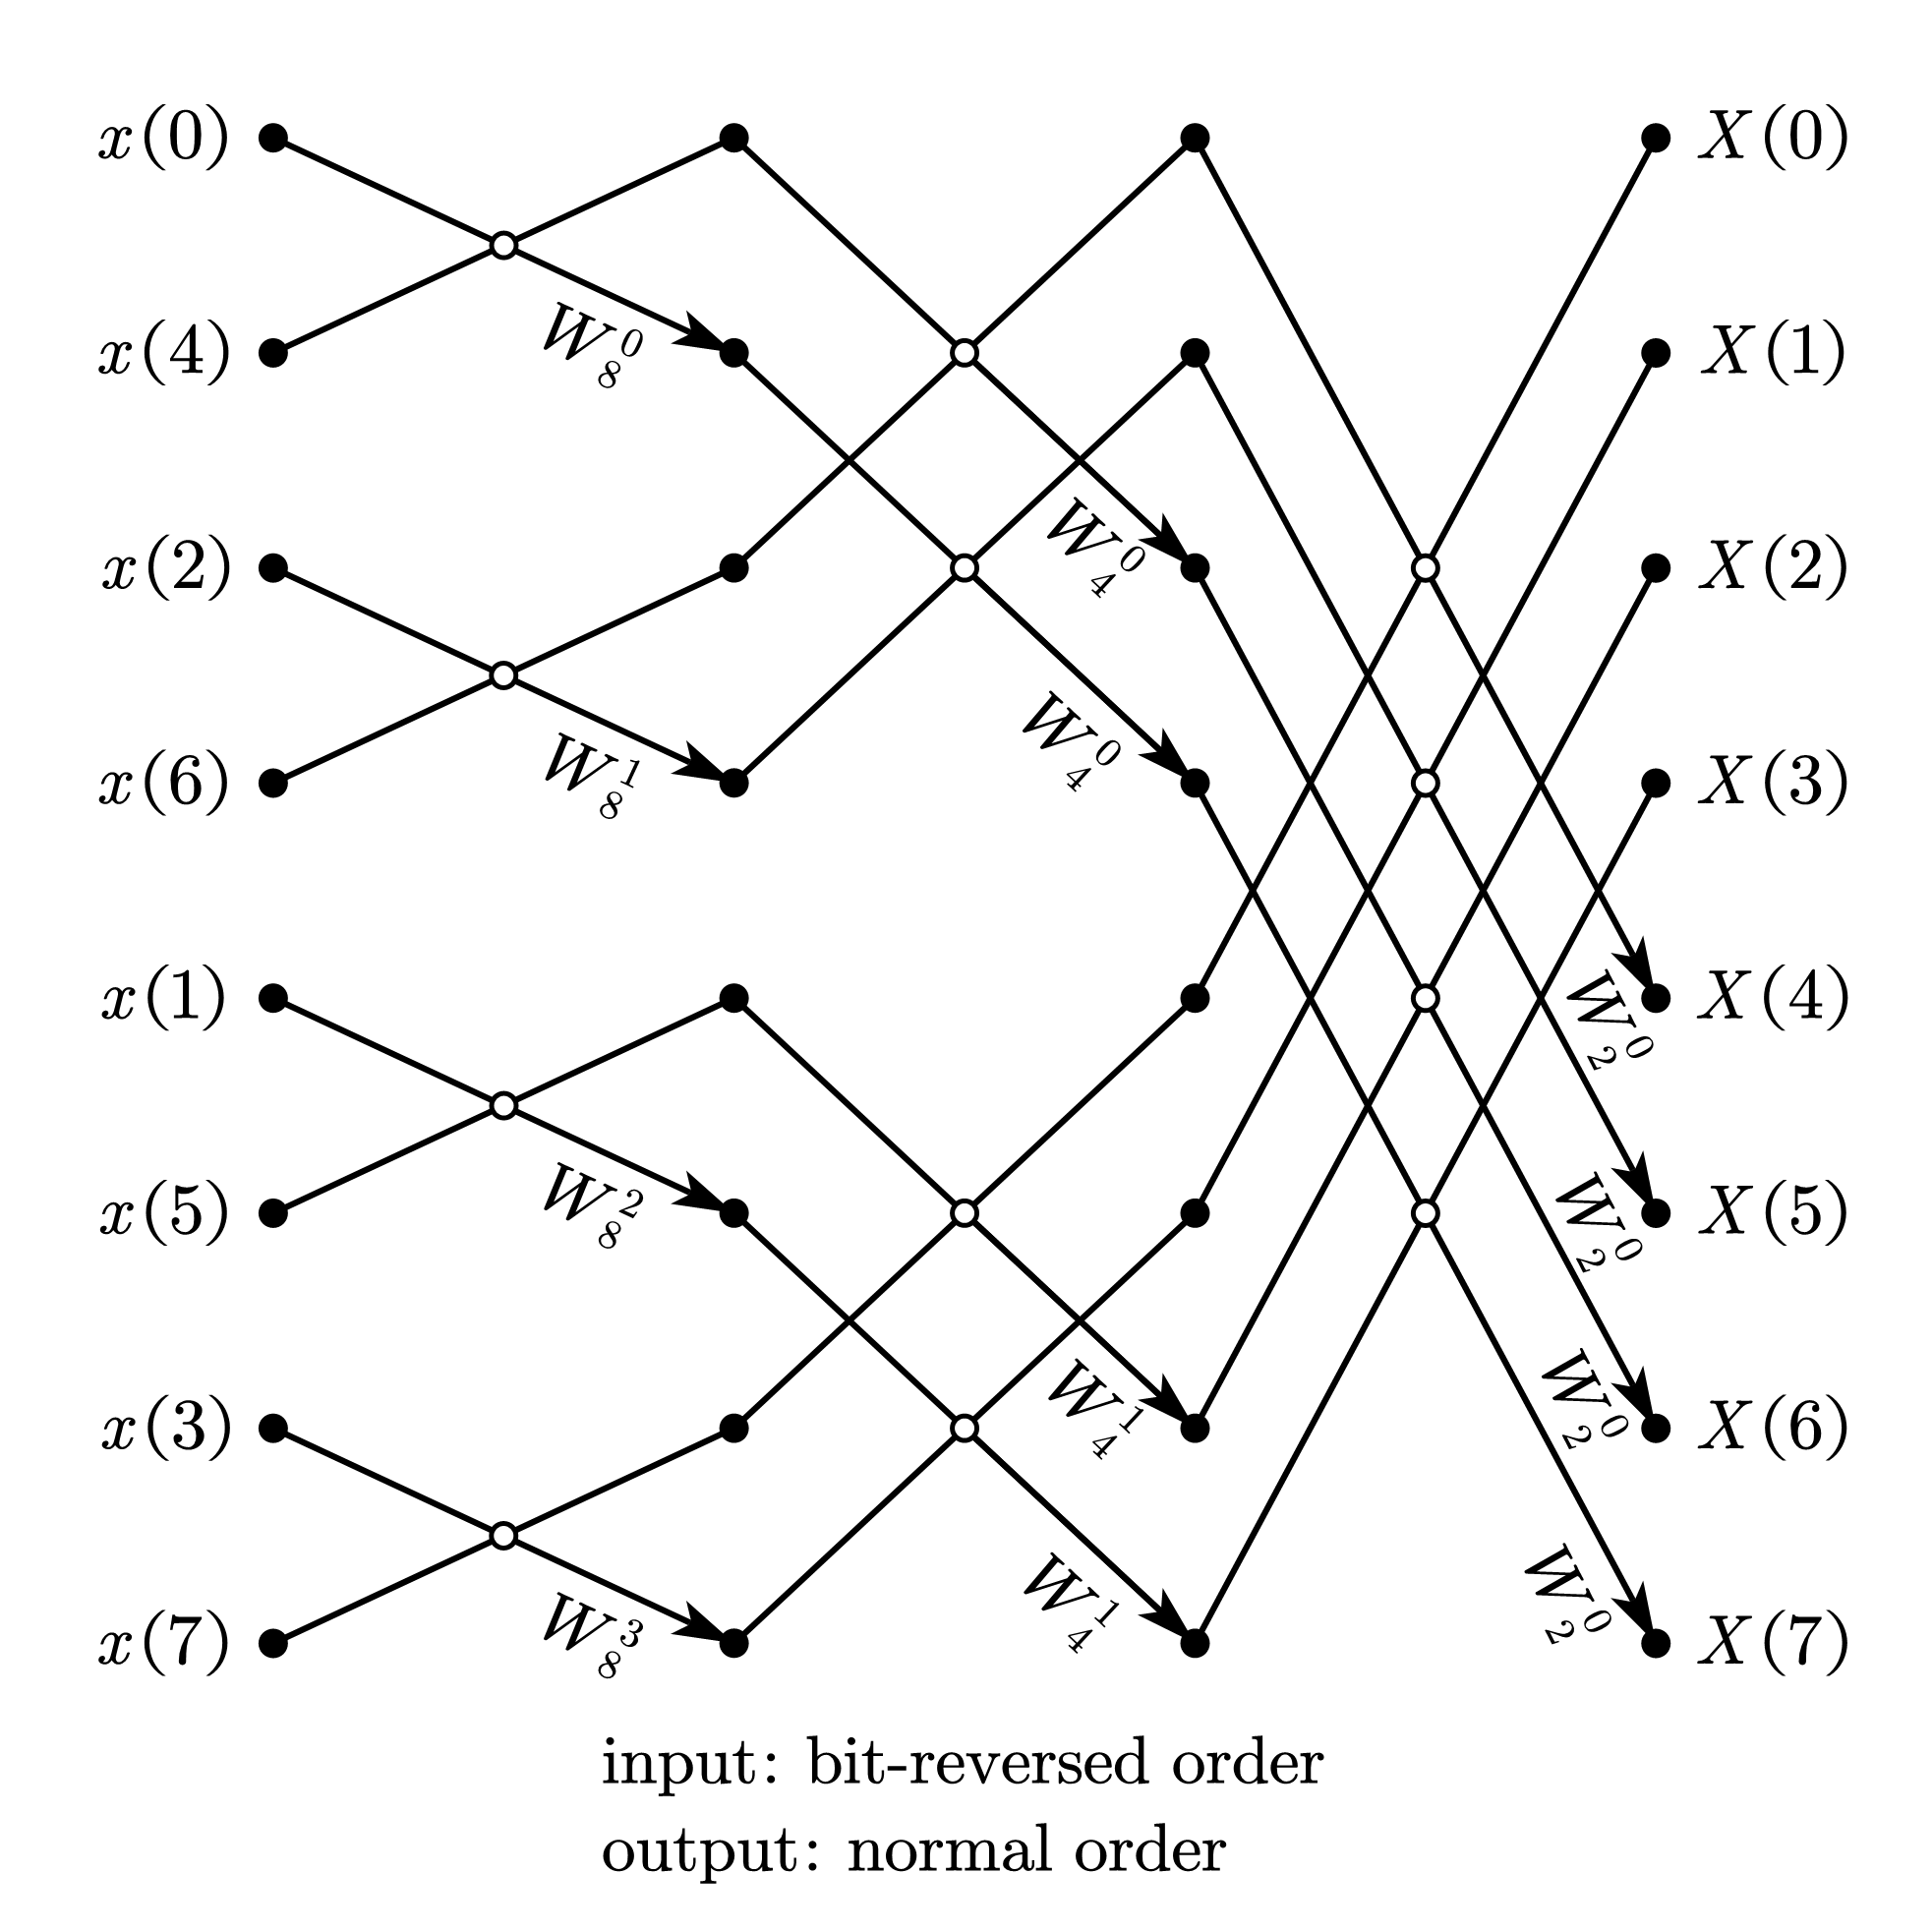 x(0) X(0)
W_8^0
x(4) X(1)
W_4^0
x(2) X(2)
W_8^1
W_4^0
x(6) X(3)
x(1) X(4)
W_2^0
W_8^2
x(5) X(5)
W_2^0
W_4^1
x(3) X(6)
W_2^0
W_8^3
W_4^1
W_2^0
x(7) X(7)
input: bit-reversed order
output: normal order